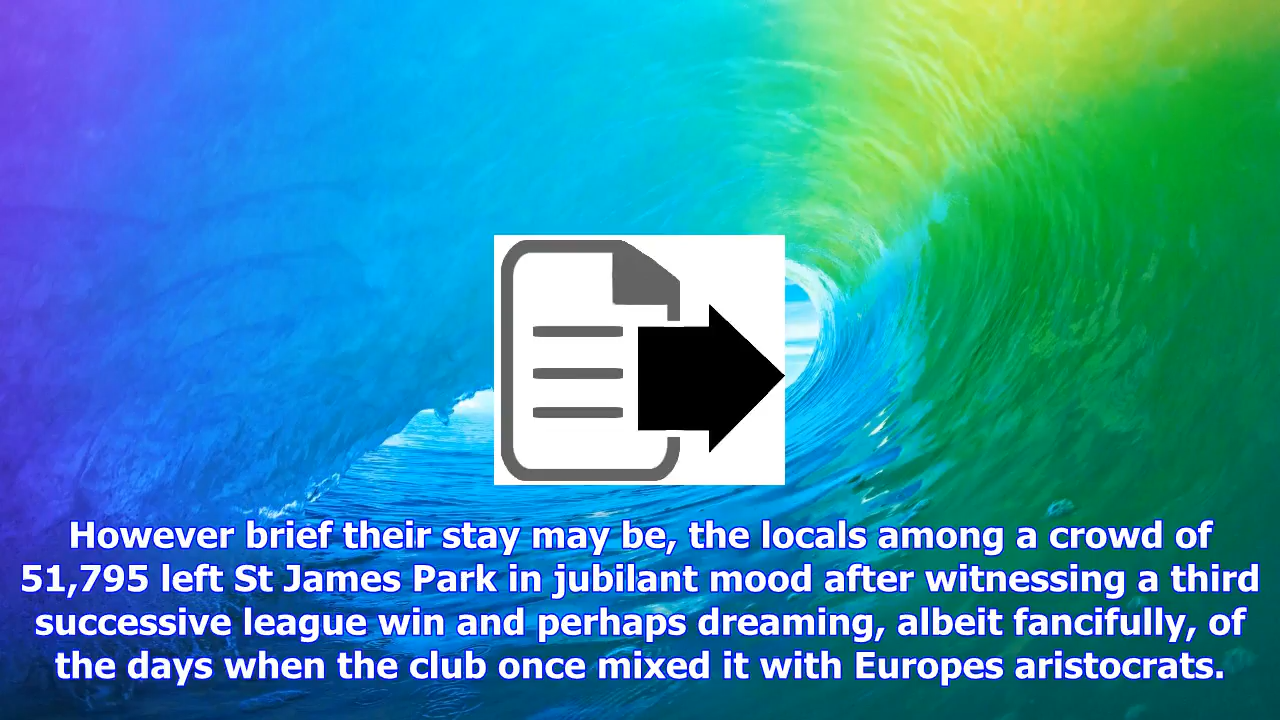 However brief their stay may be, the locals among a crowd of
51,795 left St James Park in jubilant mood after witnessing a third
successive league win and perhaps dreaming, albeit fancifully, of
the days when the club once mixed it with Europes aristocrats.